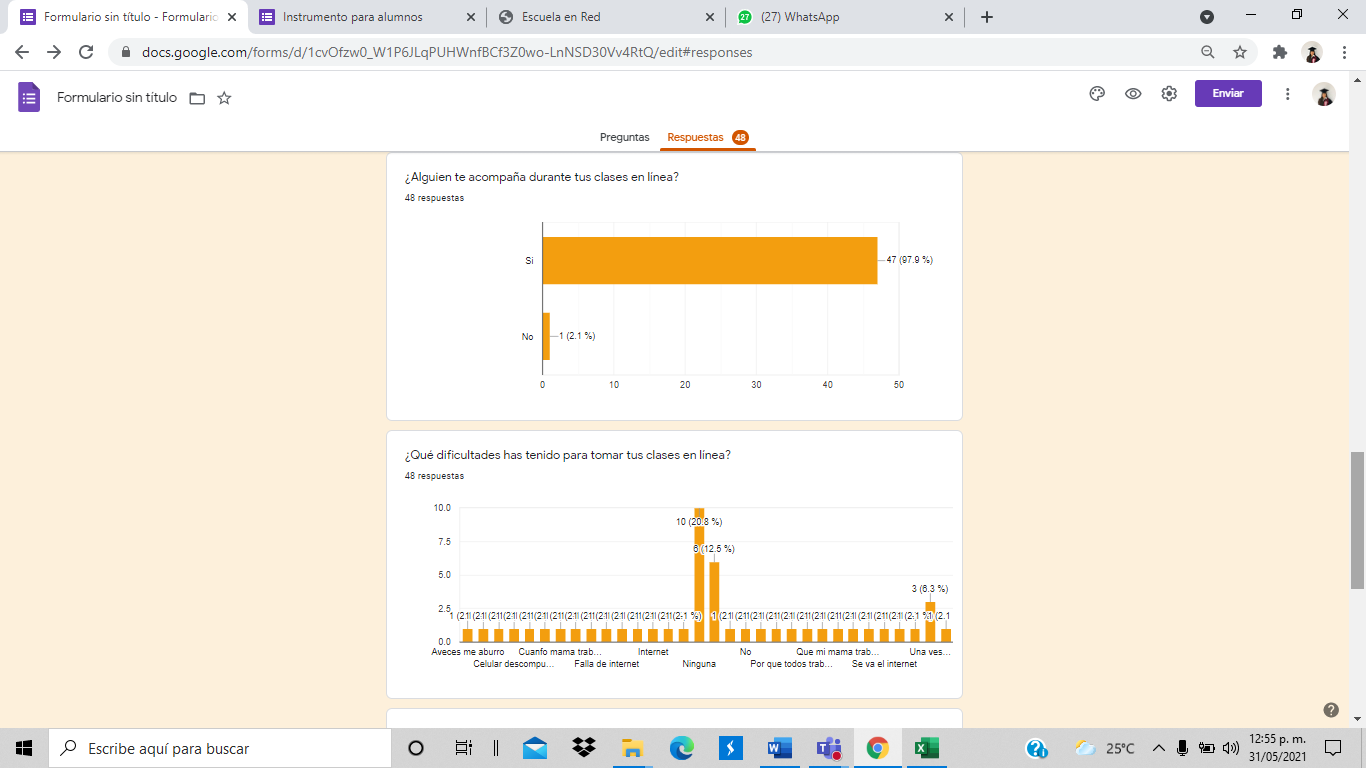 Formulario sin título - Formulario
Instrumento para alumnos
Escuela en Red
27
(27) WhatsApp
docs.google.com/forms/d/1cvOfzw0_W1P6JLqPUHWnfBCf3Z0wo-LnNSD30Vv4RtQ/edit#responses
Formulario sin título
Enviar
Preguntas
Respuestas 48
¿Alguien te acompaña durante tus clases en línea?
48 respuestas
Si
47 (97.9 %)
No
1 (2.1 %)
0 10 20 30 40 50
¿Qué dificultades has tenido para tomar tus clases en línea?
48 respuestas
10.0
10 (20.8 %)
7.5
6 (12.5 %)
5.0
3 (6.3 %)
2.5
0.0
Aveces me aburro Cuanfo mama trab... Internet No Que mi mama trab... Una ves...
Celular descompu... Falla de internet Ninguna Por que todos trab... Se va el internet
Escribe aquí para buscar
25°C
12:55 p. m.
31/05/2021